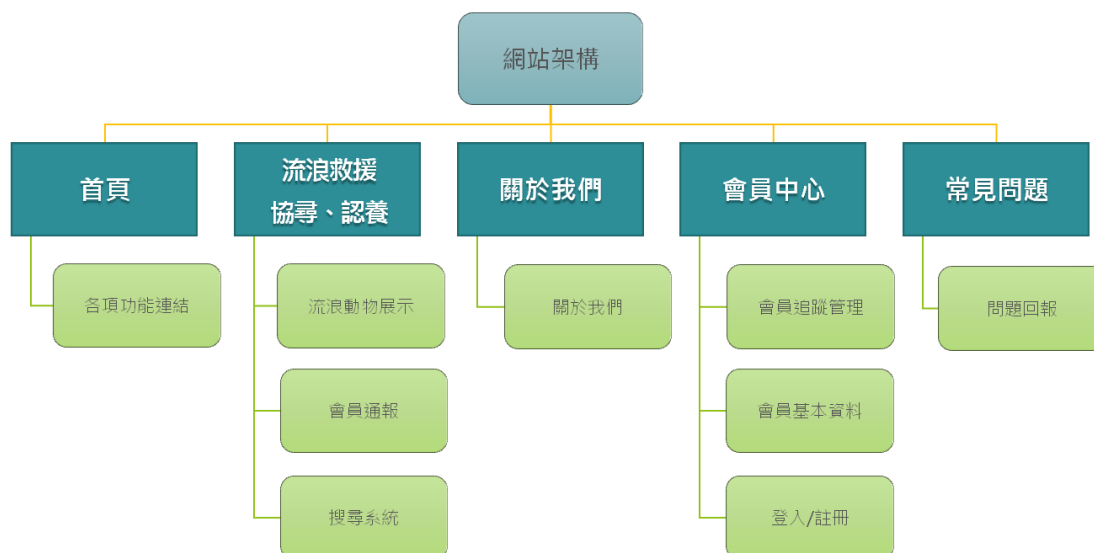 網站架構
首頁
流浪救援
協尋、認養
關於我們
會員中心
常見問題
各項功能連結
流浪動物展示
關於我們
會員追蹤管理
問題回報
會員通報
會員基本資料
搜尋系統
登入/註冊